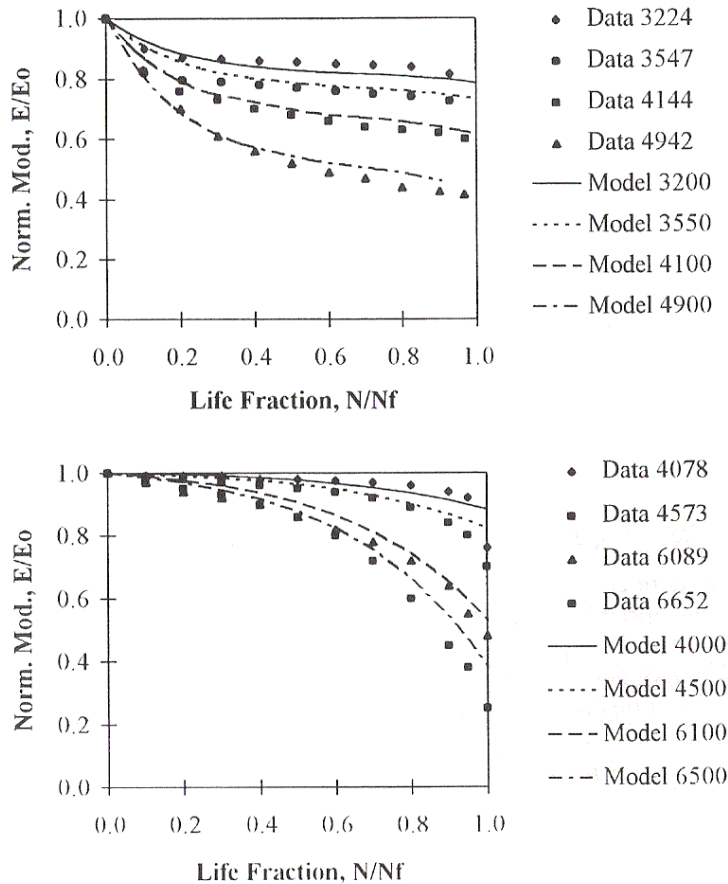 Norm. Mod., E/Eo
1.0
0.8
0.6
0.4
0.2
0.0
0.0 0.2 0.4 0.6 0.8 1.0
Life Fraction, N/Nf
Data 3224
Data 3547
Data 4144
Data 4942
Model 3200
Model 3550
Model 4100
Model 4900
Norm. Mod., E/Eo
1.0
0.8
0.6
0.4
0.2
0.0
0.0 0.2 0.4 0.6 0.8 1.0
Life Fraction, N/Nf
Data 4078
Data 4573
Data 6089
Data 6652
Model 4000
Model 4500
Model 6100
Model 6500